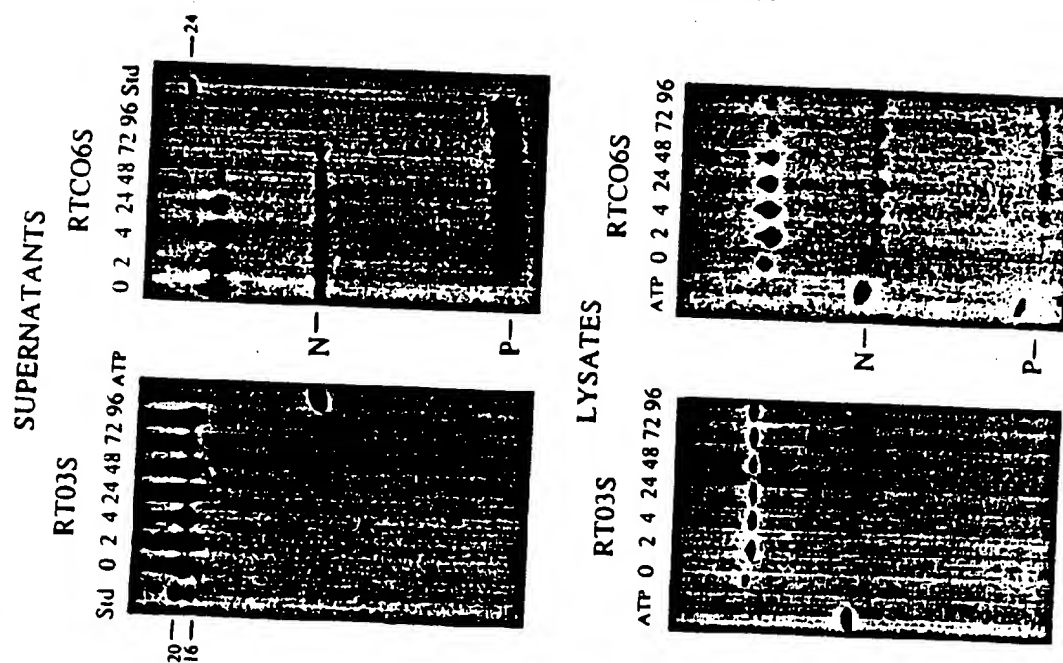 SUPERNATANTS
RT03S
Std 0 2 4 24 48 72 96 ATP
20—
16—
RTCO6S
0 2 4 24 48 72 96 Std
—24
N—
P—
LYSATES
RT03S
ATP 0 2 4 24 48 72 96
RTCO6S
ATP 0 2 4 24 48 72 96
N—
P—